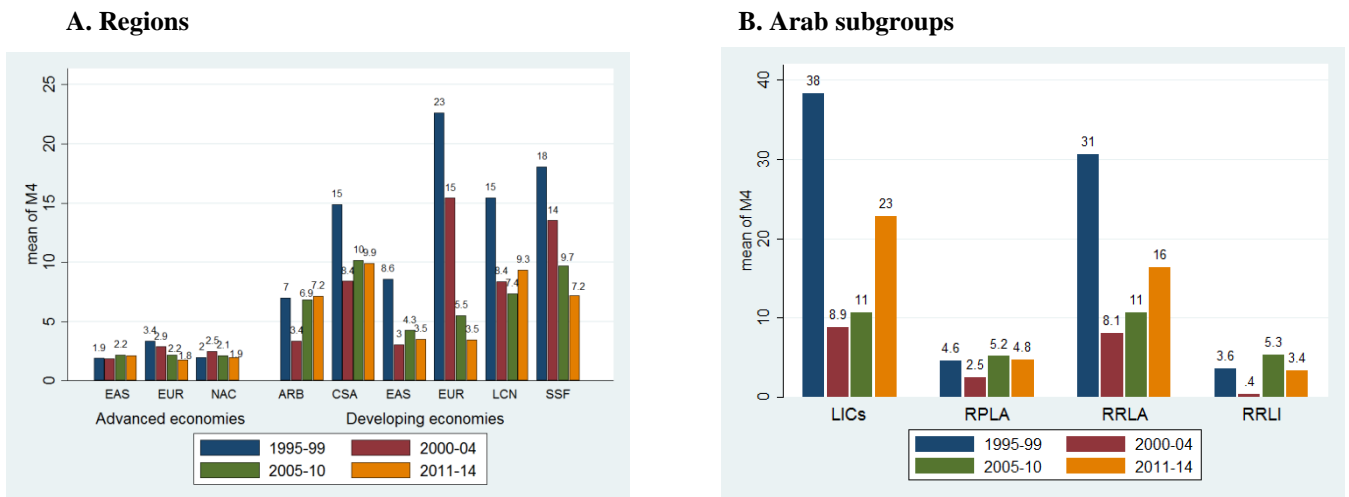 A. Regions
25
20
15
10
5
0
mean of M4
1.9 2.2
3.4 2.9 2.2 1.8
2 2.5 2.1 1.9
7 3.4 6.9 7.2
15 8.4 10 9.9
8.6 3 4.3 3.5
23 15 5.5 3.5
15 8.4 7.4 9.3
18 14 9.7 7.2
EAS EUR NAC ARB CSA EAS EUR LCN SSF
Advanced economies Developing economies
1995-99 2000-04
2005-10 2011-14
B. Arab subgroups
40
30
20
10
0
mean of M4
38 8.9 11 23
4.6 2.5 5.2 4.8
31 8.1 11 16
3.6 .4 5.3 3.4
LICs RPLA RRLA RRLI
1995-99 2000-04
2005-10 2011-14